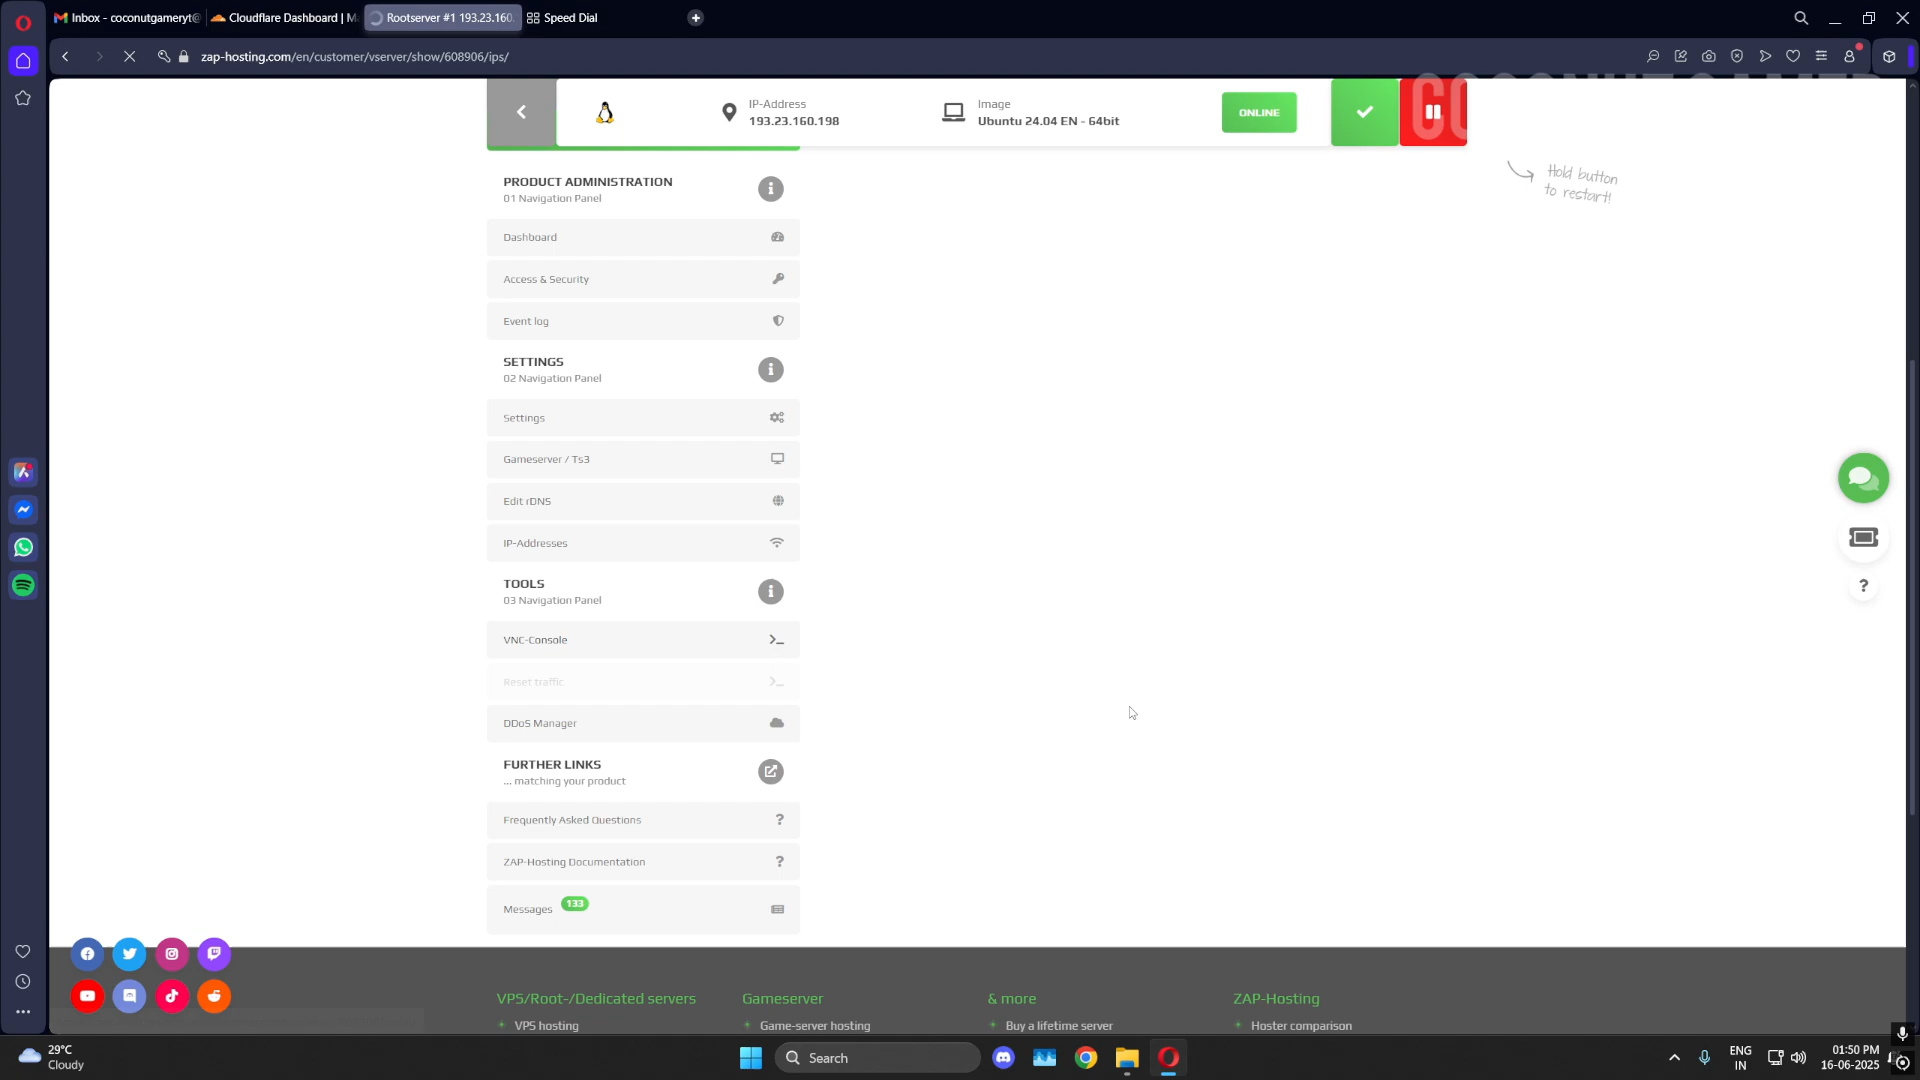 Inbox - coconutgameryt@
Cloudflare Dashboard | M
Rootserver #1 193.23.160.
Speed Dial
zap-hosting.com/en/customer/vserver/show/608906/ips/
IP-Address
193.23.160.198
Image
Ubuntu 24.04 EN - 64bit
ONLINE
Hold button
to restart!
PRODUCT ADMINISTRATION
01 Navigation Panel
Dashboard
Access & Security
Event log
SETTINGS
02 Navigation Panel
Settings
Gameserver / Ts3
Edit rDNS
IP-Addresses
TOOLS
03 Navigation Panel
VNC-Console
Reset traffic
DDoS Manager
FURTHER LINKS
... matching your product
Frequently Asked Questions
ZAP-Hosting Documentation
Messages 133
VPS/Root-/Dedicated servers
Gameserver
& more
ZAP-Hosting
VPS hosting
Game-server hosting
Buy a lifetime server
Hoster comparison
29°C
Cloudy
Search
ENG
IN
01:50 PM
16-06-2025